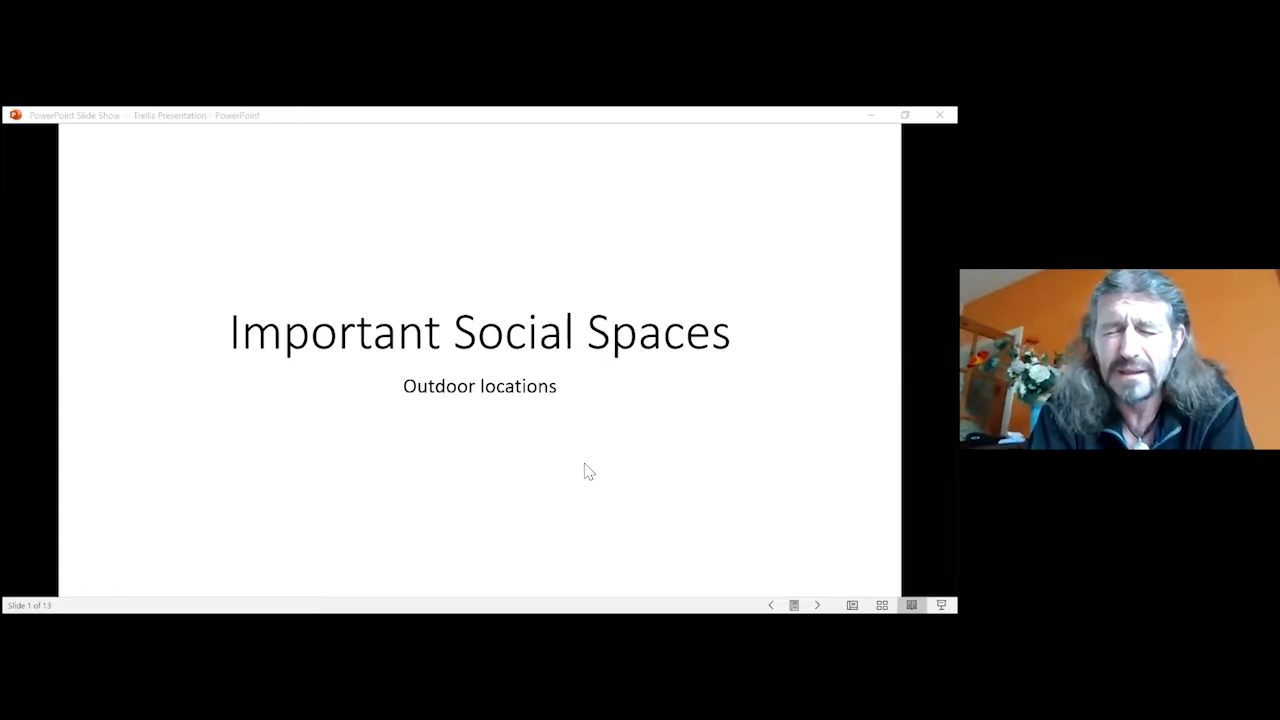 PowerPoint Slide Show - Trellis Presentation - PowerPoint
Important Social Spaces
Outdoor locations
Slide 1 of 13